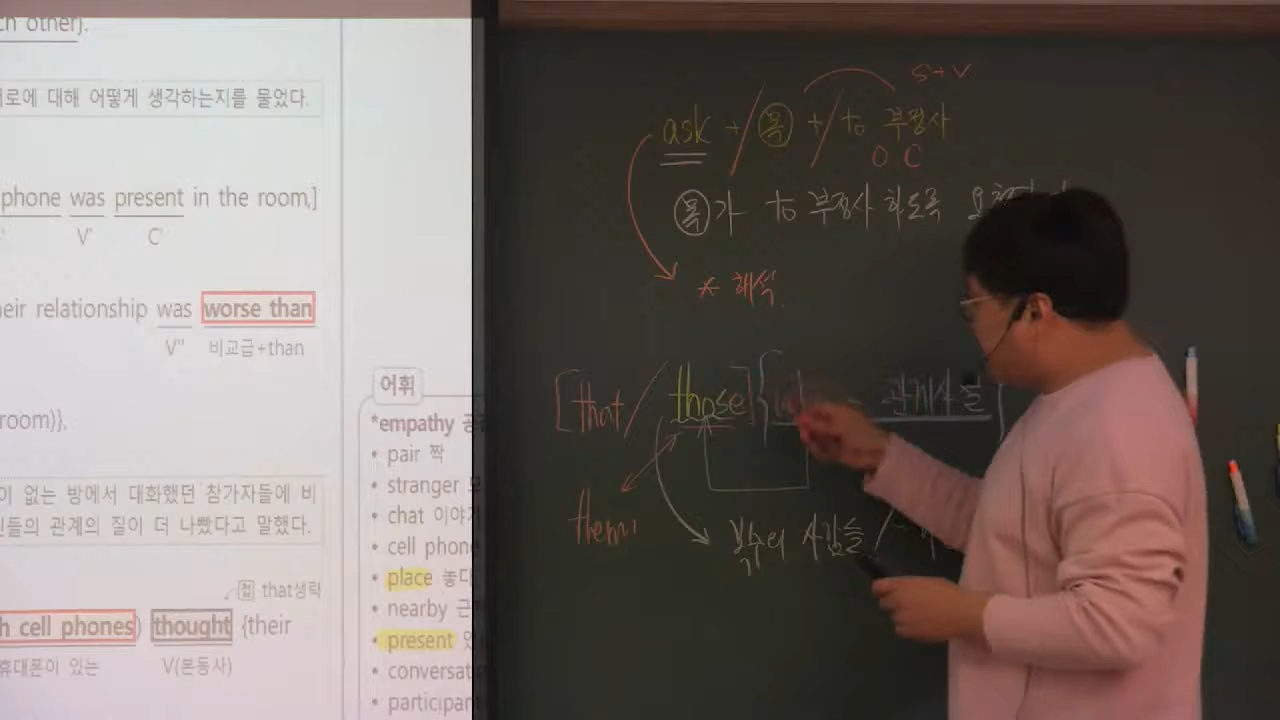 ch other}.
로에 대해 어떻게 생각하는지를 물었다.
phone was present in the room,]
V' C'
eir relationship was worse than
V" 비교급+than
room)}.
이 없는 방에서 대화했던 참가자들에 비
인들의 관계의 질이 더 나빴다고 말했다.
접 that생략
h cell phones) thought {their
휴대폰이 있는 V(본동사)
어휘
*empathy 공감
• pair 짝
• stranger
• chat 이야기
• cell phone
• place 놓다
• nearby 근
• present 있
• conversat
• participant
S+V
ask + 목 + to 부정사
O C
목가 to 부정사 하도록
* 해석.
[that / those] { 관계사절
them
복수의 사람들 /